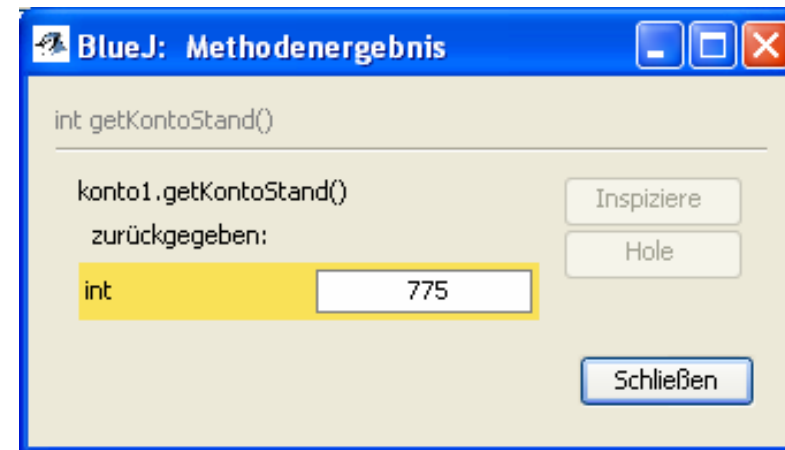 BlueJ: Methodenergebnis
int getKontoStand()
konto1.getKontoStand()
zurückgegeben:
int 775
Inspiziere
Hole
Schließen